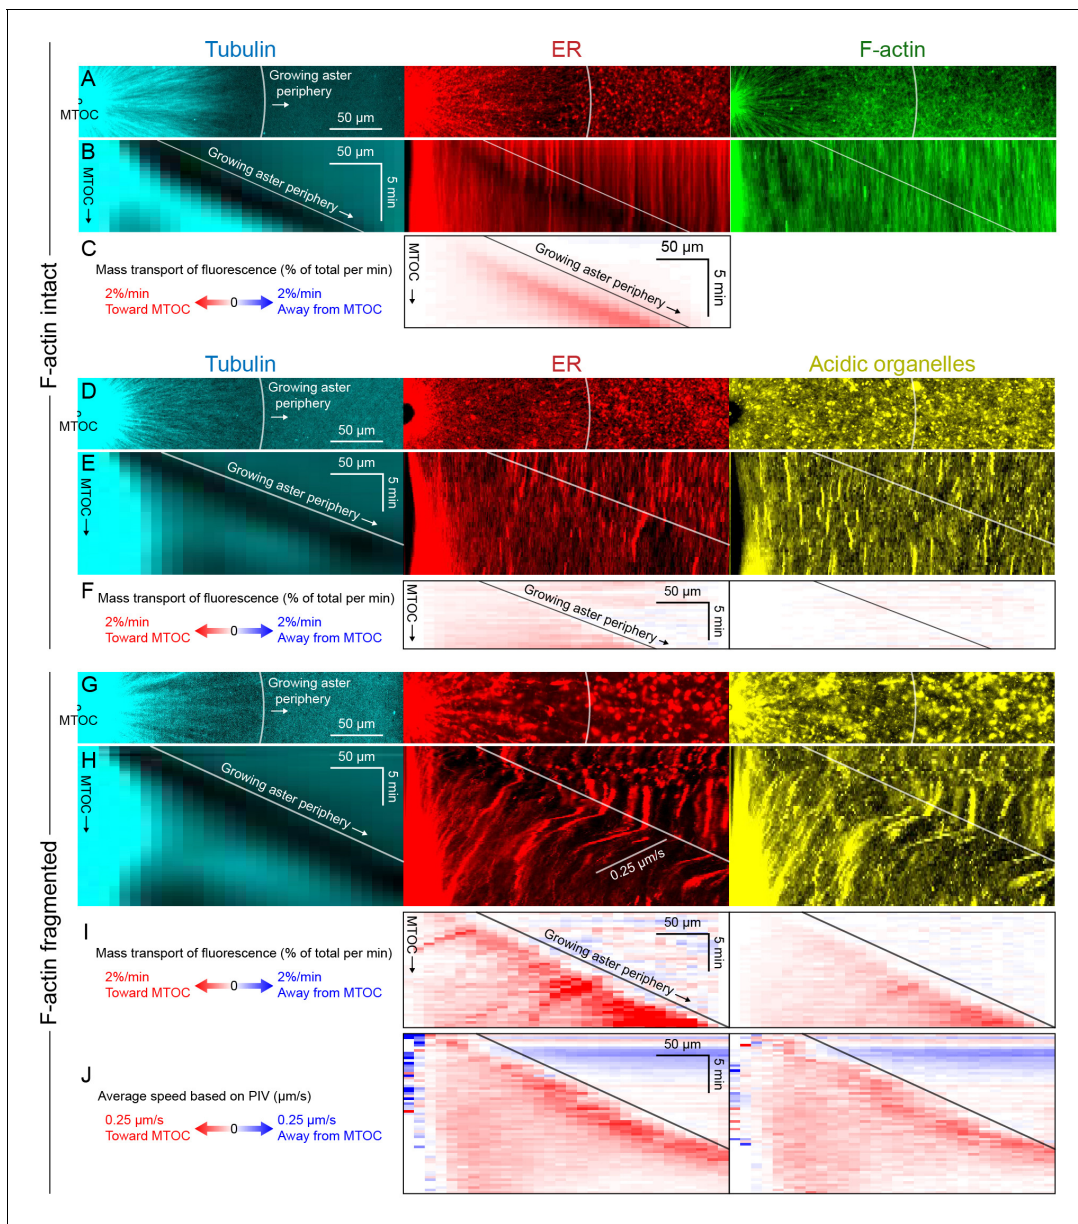 F-actin intact
Tubulin
ER
F-actin
A
Growing aster
periphery
MTOC
50 µm
B
MTOC
50 µm
5 min
Growing aster periphery
C
Mass transport of fluorescence (% of total per min)
2%/min
Toward MTOC
0
2%/min
Away from MTOC
MTOC
50 µm
5 min
Growing aster periphery
Tubulin
ER
Acidic organelles
D
Growing aster
periphery
MTOC
50 µm
E
MTOC
50 µm
5 min
Growing aster periphery
F
Mass transport of fluorescence (% of total per min)
2%/min
Toward MTOC
0
2%/min
Away from MTOC
MTOC
50 µm
5 min
Growing aster periphery
F-actin fragmented
G
Growing aster
periphery
MTOC
50 µm
H
MTOC
50 µm
5 min
Growing aster periphery
0.25 µm/s
I
Mass transport of fluorescence (% of total per min)
2%/min
Toward MTOC
0
2%/min
Away from MTOC
MTOC
50 µm
5 min
Growing aster periphery
J
Average speed based on PIV (µm/s)
0.25 µm/s
Toward MTOC
0
0.25 µm/s
Away from MTOC
50 µm
5 min